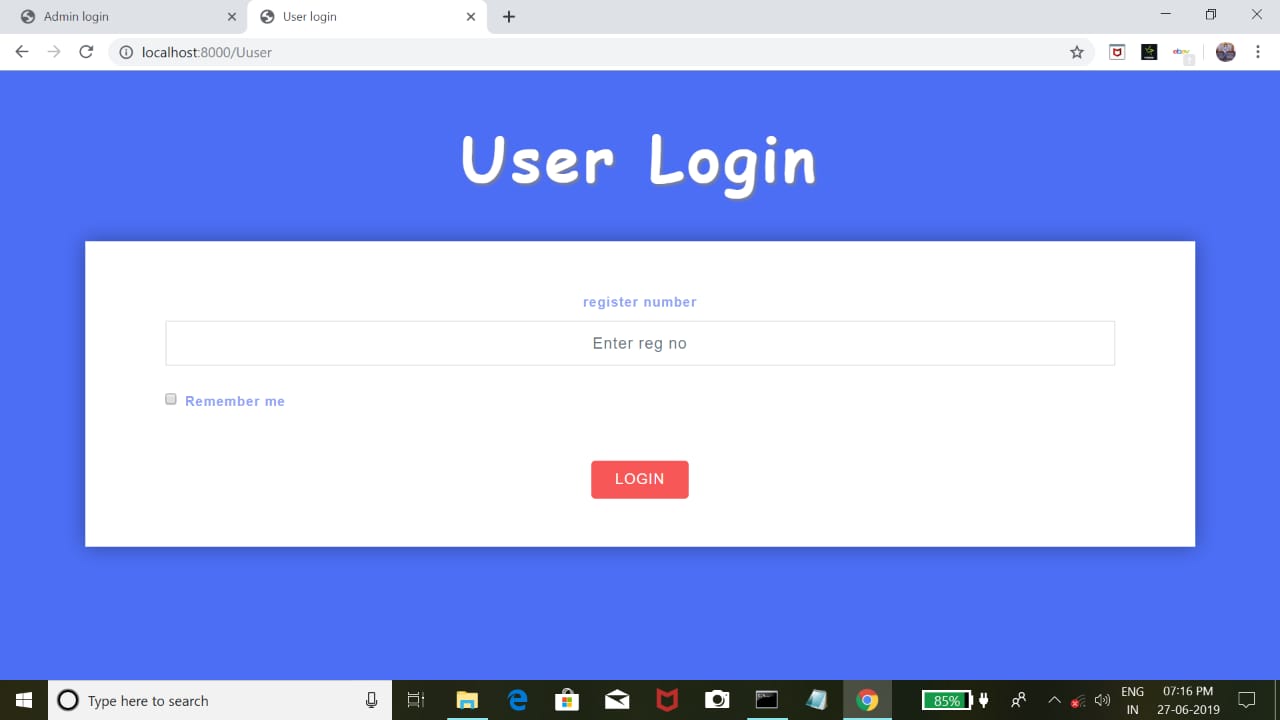 Admin login
User login
localhost:8000/Uuser
ebay
User Login
register number
Enter reg no
Remember me
LOGIN
Type here to search
85%
ENG
IN
07:16 PM
27-06-2019